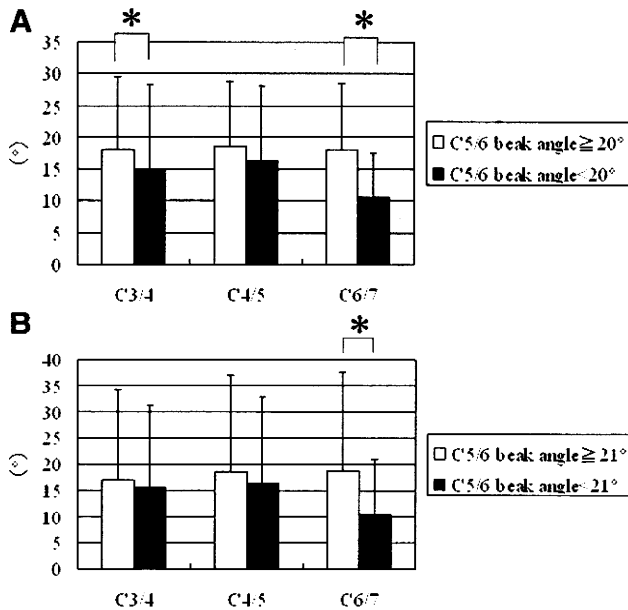 A
* *
35
30
25
20
15
10
5
0
(°)
C3/4 C4/5 C6/7
C5/6 beak angle≧20°
C5/6 beak angle<20°
B
*
40
35
30
25
20
15
10
5
0
(°)
C3/4 C4/5 C6/7
C5/6 beak angle≧21°
C5/6 beak angle<21°